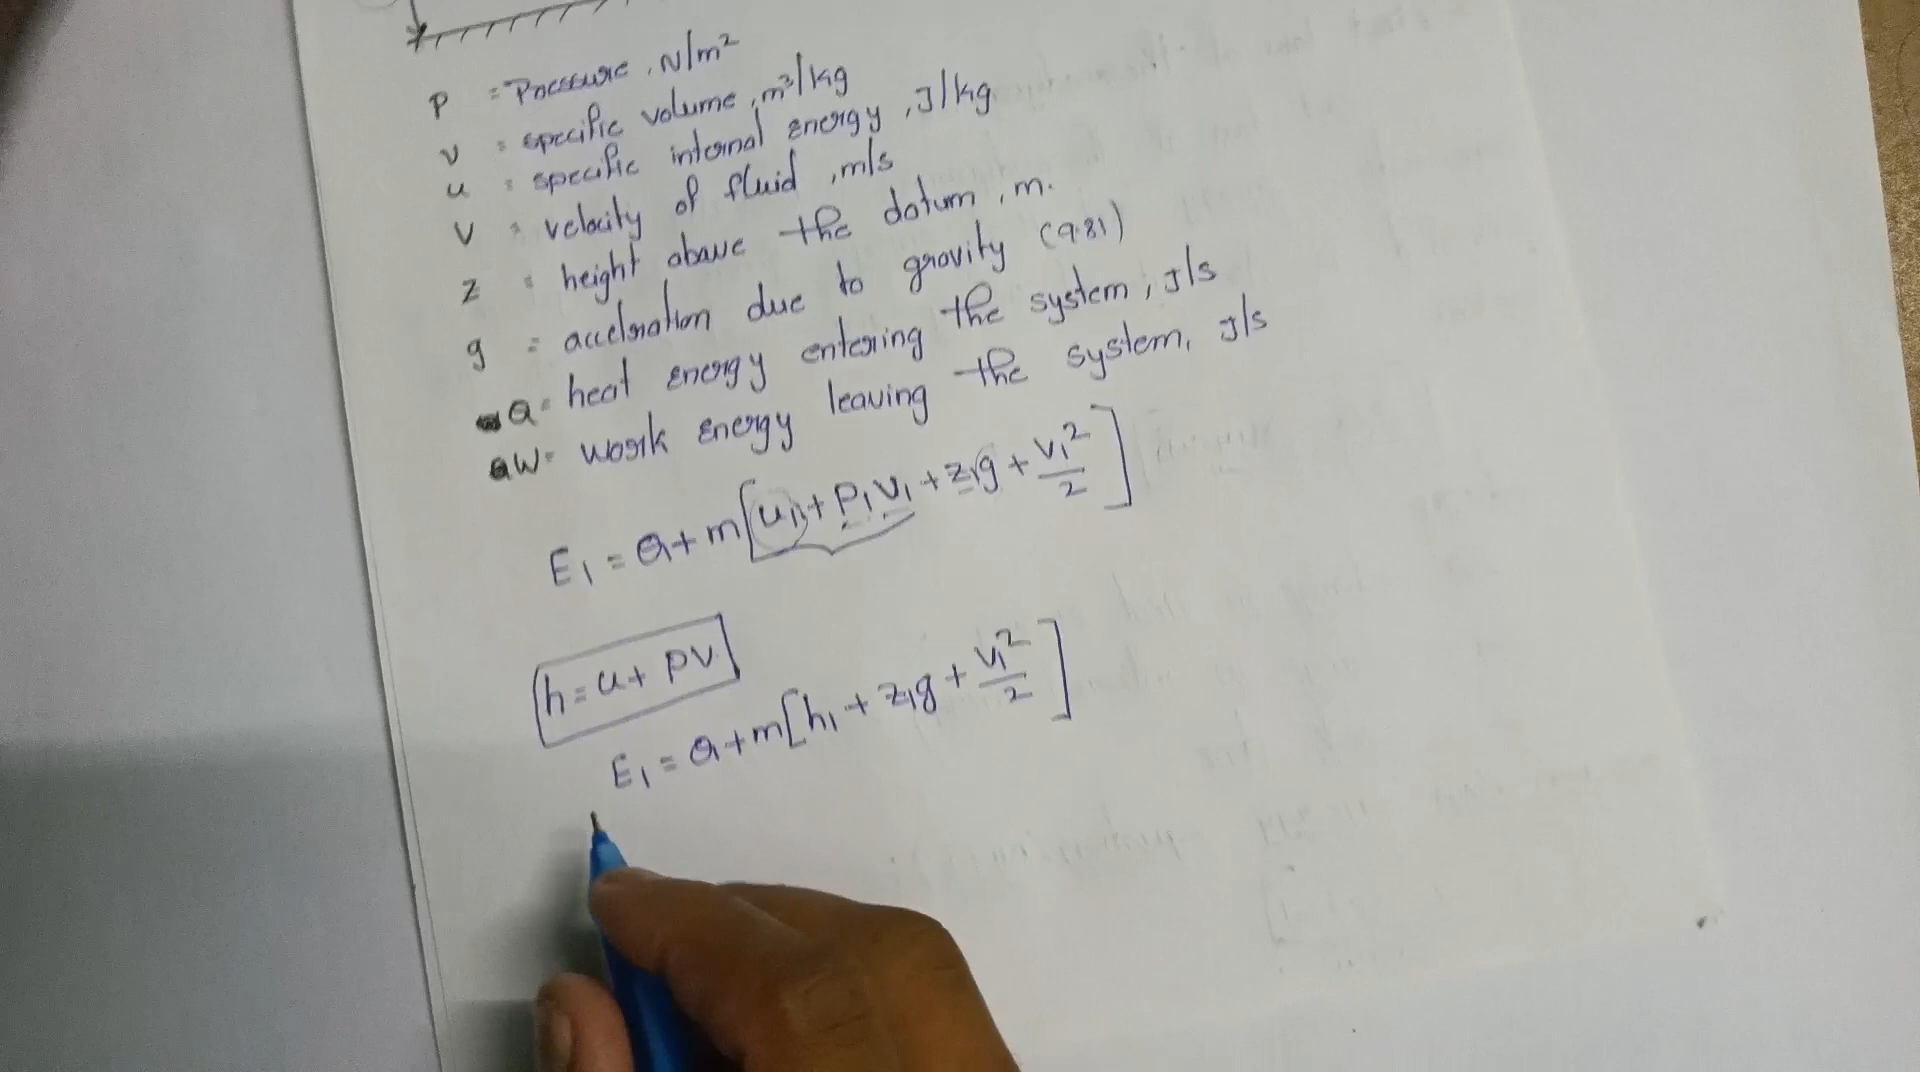 P = Pressure, N/m²
v = specific volume, m³/kg
u = specific internal energy, J/kg
V = velocity of fluid, m/s
z = height above the datum, m.
g = acceleration due to gravity (9.81)
Q = heat energy entering the system, J/s
W = work energy leaving the system, J/s
E₁ = Q + m[u₁ + P₁V₁ + z₁g + V₁²/2]
h = u + PV
E₁ = Q + m[h₁ + z₁g + V₁²/2]